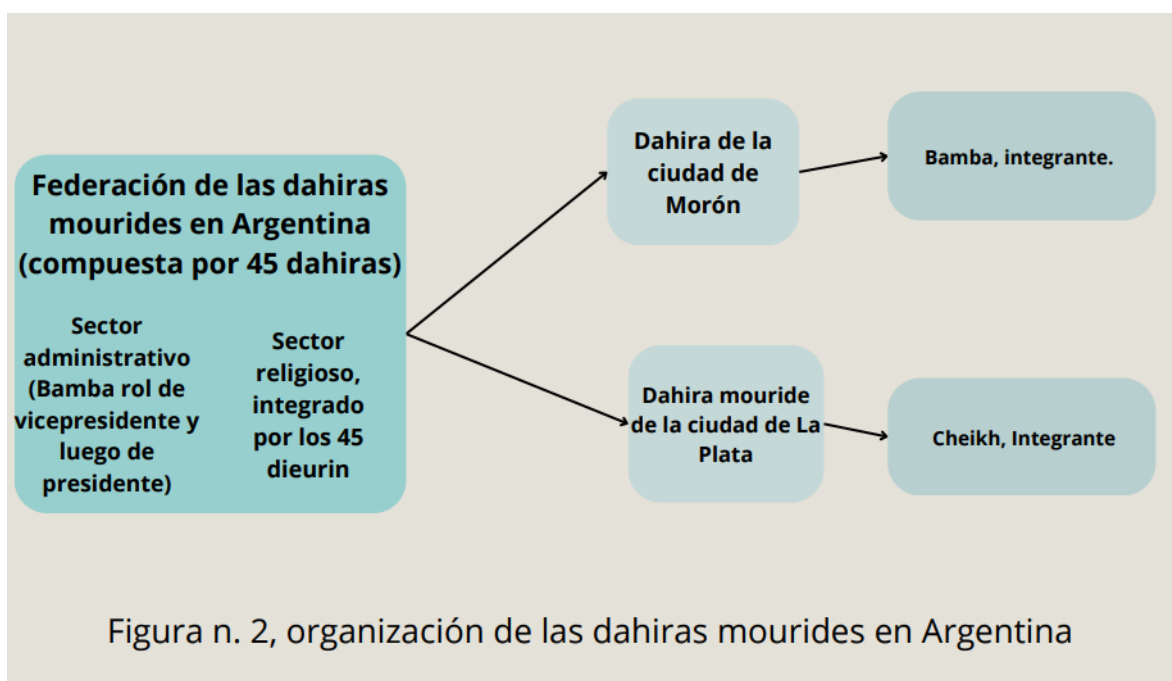 Federación de las dahiras
mourides en Argentina
(compuesta por 45 dahiras)
Sector
administrativo
(Bamba rol de
vicepresidente y
luego de
presidente)
Sector
religioso,
integrado
por los 45
dieurin
Dahira de la
ciudad de
Morón
Bamba, integrante.
Dahira mouride
de la ciudad de La
Plata
Cheikh, Integrante
Figura n. 2, organización de las dahiras mourides en Argentina